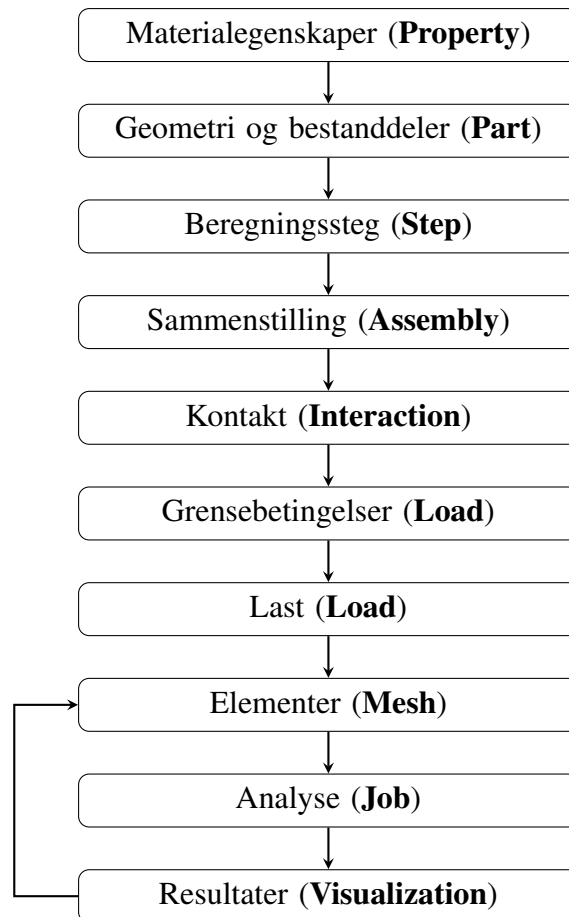 Materialegenskaper (Property)
Geometri og bestanddeler (Part)
Beregningssteg (Step)
Sammenstilling (Assembly)
Kontakt (Interaction)
Grensebetingelser (Load)
Last (Load)
Elementer (Mesh)
Analyse (Job)
Resultater (Visualization)